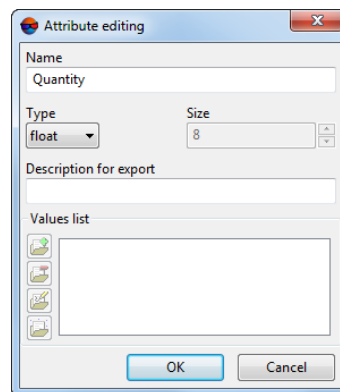 Attribute editing
Name
Quantity
Type Size
float 8
Description for export
Values list
OK Cancel